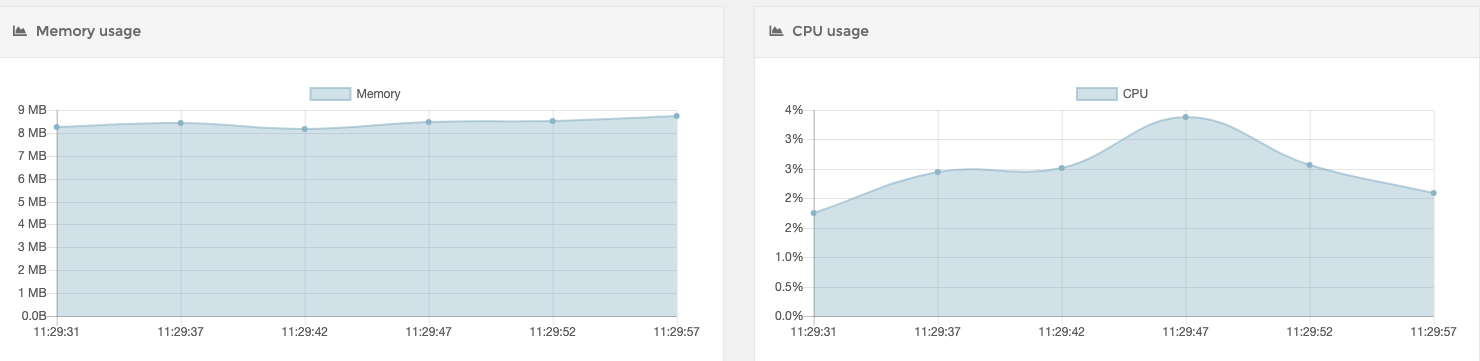 Memory usage
Memory
9 MB
8 MB
7 MB
6 MB
5 MB
4 MB
3 MB
2 MB
1 MB
0.0B
11:29:31 11:29:37 11:29:42 11:29:47 11:29:52 11:29:57
CPU usage
CPU
4%
3%
3%
2%
2%
1.0%
0.5%
0.0%
11:29:31 11:29:37 11:29:42 11:29:47 11:29:52 11:29:57